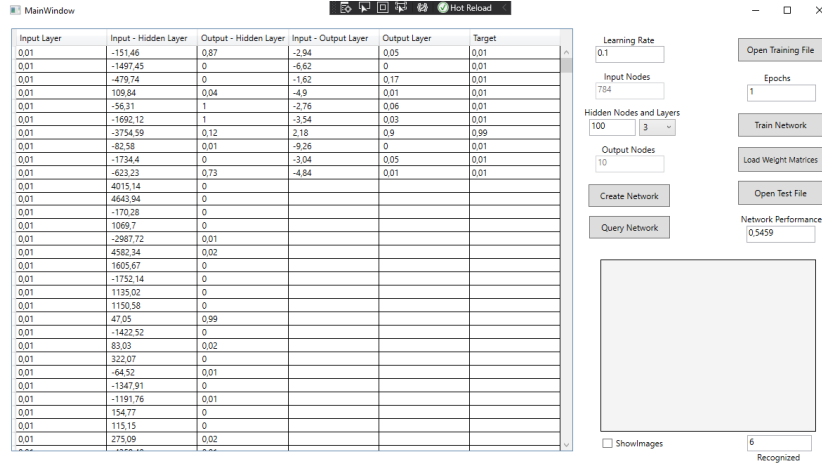 MainWindow
Hot Reload
Input Layer Input - Hidden Layer Output - Hidden Layer Input - Output Layer Output Layer Target
0,01 -151,46 0,87 -2,94 0,05 0,01
0,01 -1497,45 0 -6,62 0 0,01
0,01 -479,74 0 -1,62 0,17 0,01
0,01 109,84 0,04 -4,9 0,01 0,01
0,01 -56,31 1 -2,76 0,06 0,01
0,01 -1692,12 1 -3,54 0,03 0,01
0,01 -3754,59 0,12 2,18 0,9 0,99
0,01 -82,58 0,01 -9,26 0 0,01
0,01 -1734,4 0 -3,04 0,05 0,01
0,01 -623,23 0,73 -4,84 0,01 0,01
0,01 4015,14 0
0,01 4643,94 0
0,01 -170,28 0
0,01 1069,7 0
0,01 -2987,72 0,01
0,01 4582,34 0,02
0,01 1605,67 0
0,01 -1752,14 0
0,01 1135,02 0
0,01 1150,58 0
0,01 47,05 0,99
0,01 -1422,52 0
0,01 83,03 0,02
0,01 322,07 0
0,01 -64,52 0,01
0,01 -1347,91 0
0,01 -1191,76 0,01
0,01 154,77 0
0,01 115,15 0
0,01 275,09 0,02
Learning Rate
0.1
Input Nodes
784
Hidden Nodes and Layers
100 3
Output Nodes
10
Create Network
Query Network
Open Training File
Epochs
1
Train Network
Load Weight Matrices
Open Test File
Network Performance
0,5459
ShowImages
6
Recognized